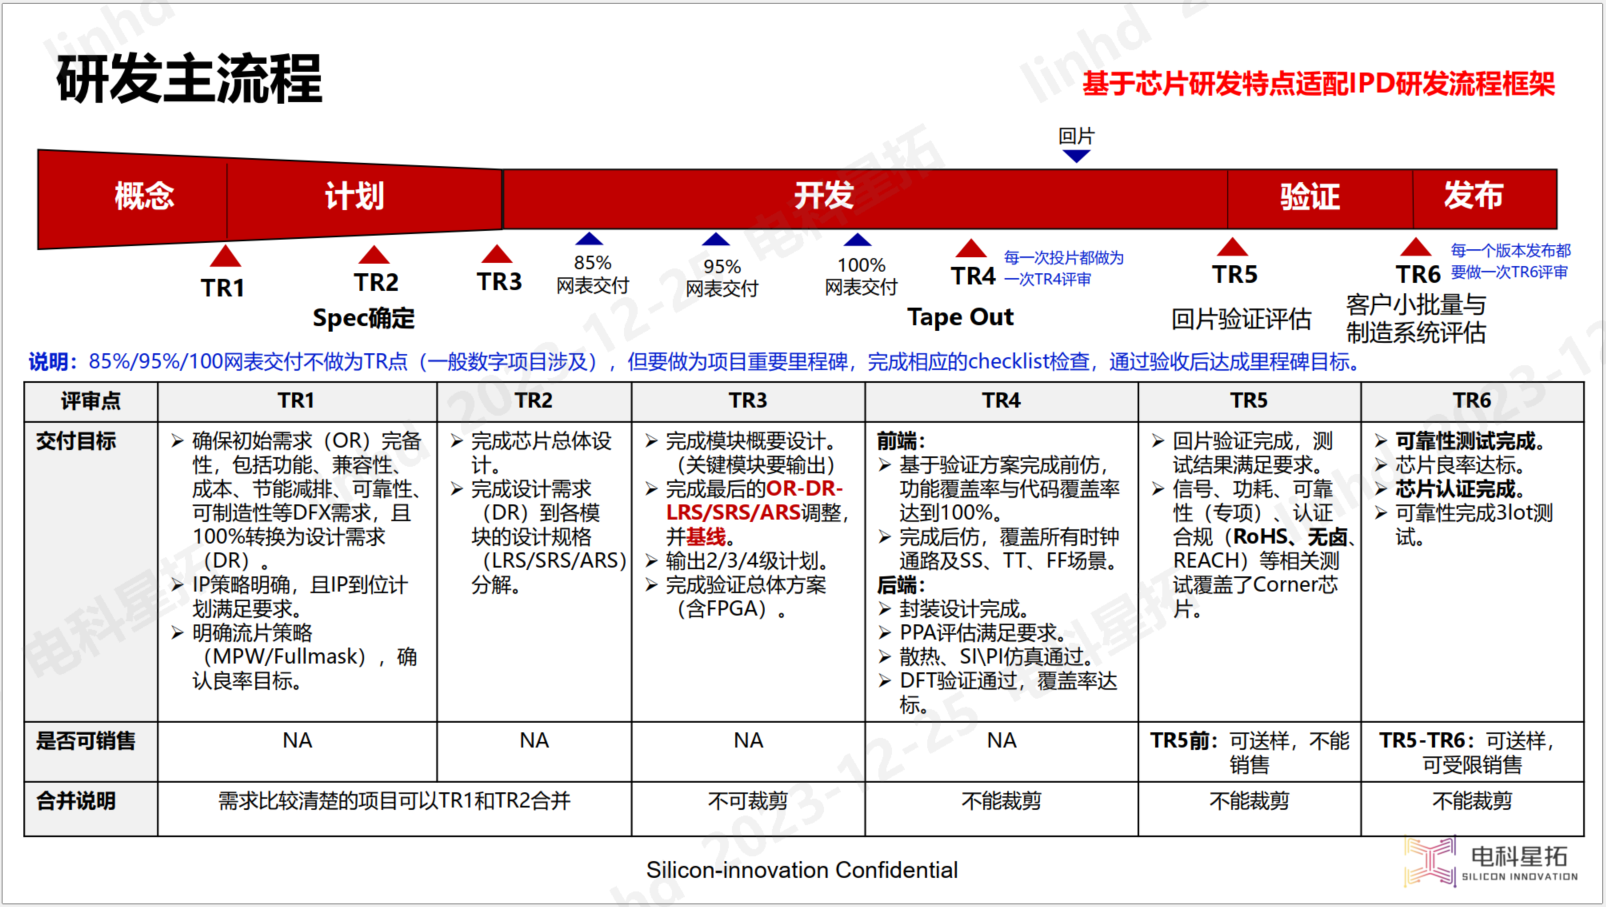 研发主流程
基于芯片研发特点适配IPD研发流程框架
回片
概念
计划
开发
验证
发布
TR1
TR2
Spec确定
TR3
85%
网表交付
95%
网表交付
100%
网表交付
TR4
每一次投片都做为
一次TR4评审
Tape Out
TR5
回片验证评估
TR6
每一个版本发布都
要做一次TR6评审
客户小批量与
制造系统评估
说明：85%/95%/100网表交付不做为TR点（一般数字项目涉及），但要做为项目重要里程碑，完成相应的checklist检查，通过验收后达成里程碑目标。
评审点
TR1
TR2
TR3
TR4
TR5
TR6
交付目标
➢ 确保初始需求（OR）完备
性，包括功能、兼容性、
成本、节能减排、可靠性、
可制造性等DFX需求，且
100%转换为设计需求
（DR）。
➢ IP策略明确，且IP到位计
划满足要求。
➢ 明确流片策略
（MPW/Fullmask），确
认良率目标。
➢ 完成芯片总体设
计。
➢ 完成设计需求
（DR）到各模
块的设计规格
（LRS/SRS/ARS）
分解。
➢ 完成模块概要设计。
（关键模块要输出）
➢ 完成最后的OR-DR-
LRS/SRS/ARS调整，
并基线。
➢ 输出2/3/4级计划。
➢ 完成验证总体方案
（含FPGA）。
前端：
➢ 基于验证方案完成前仿，
功能覆盖率与代码覆盖率
达到100%。
➢ 完成后仿，覆盖所有时钟
通路及SS、TT、FF场景。
后端：
➢ 封装设计完成。
➢ PPA评估满足要求。
➢ 散热、SI\PI仿真通过。
➢ DFT验证通过，覆盖率达
标。
➢ 回片验证完成，测
试结果满足要求。
➢ 信号、功耗、可靠
性（专项）、认证
合规（RoHS、无卤、
REACH）等相关测
试覆盖了Corner芯
片。
➢ 可靠性测试完成。
➢ 芯片良率达标。
➢ 芯片认证完成。
➢ 可靠性完成3lot测
试。
是否可销售
NA
NA
NA
NA
TR5前：可送样，不能
销售
TR5-TR6：可送样，
可受限销售
合并说明
需求比较清楚的项目可以TR1和TR2合并
不可裁剪
不能裁剪
不能裁剪
不能裁剪
Silicon-innovation Confidential
电科星拓
SILICON INNOVATION
linhd
linhd 2
电科星拓
linhd 2023-12-25
2023-12
linhd
电科星拓
电科星拓
2023-12-25
linhd